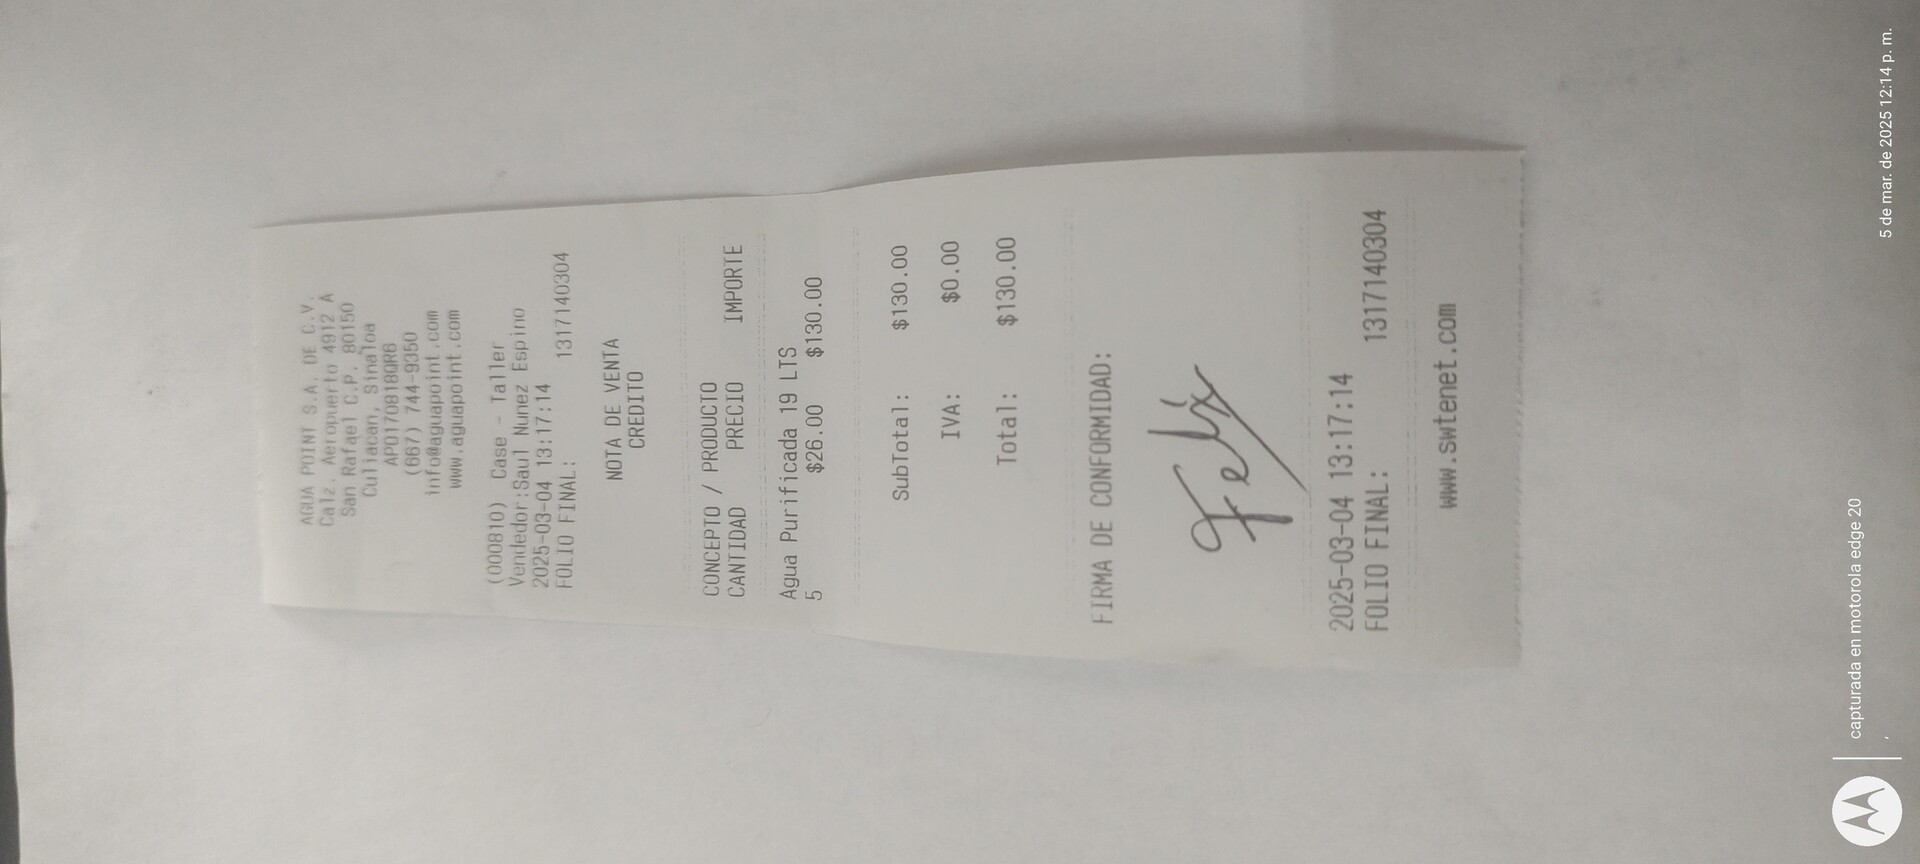 AGUA POINT S.A. DE C.V.
Calz. Aeropuerto 4912 A
San Rafael C.P. 80150
Culiacan, Sinaloa
APO170818QR6
(667) 744-9350
info@aguapoint.com
www.aguapoint.com
(000810) Case - Taller
Vendedor:Saul Nunez Espino
2025-03-04 13:17:14
FOLIO FINAL: 1317140304
NOTA DE VENTA
CREDITO
CONCEPTO / PRODUCTO
CANTIDAD PRECIO IMPORTE
Agua Purificada 19 LTS
5 $26.00 $130.00
SubTotal: $130.00
IVA: $0.00
Total: $130.00
FIRMA DE CONFORMIDAD:
Felix
2025-03-04 13:17:14
FOLIO FINAL: 1317140304
www.swtenet.com
capturada en motorola edge 20
, 5 de mar. de 2025 12:14 p. m.